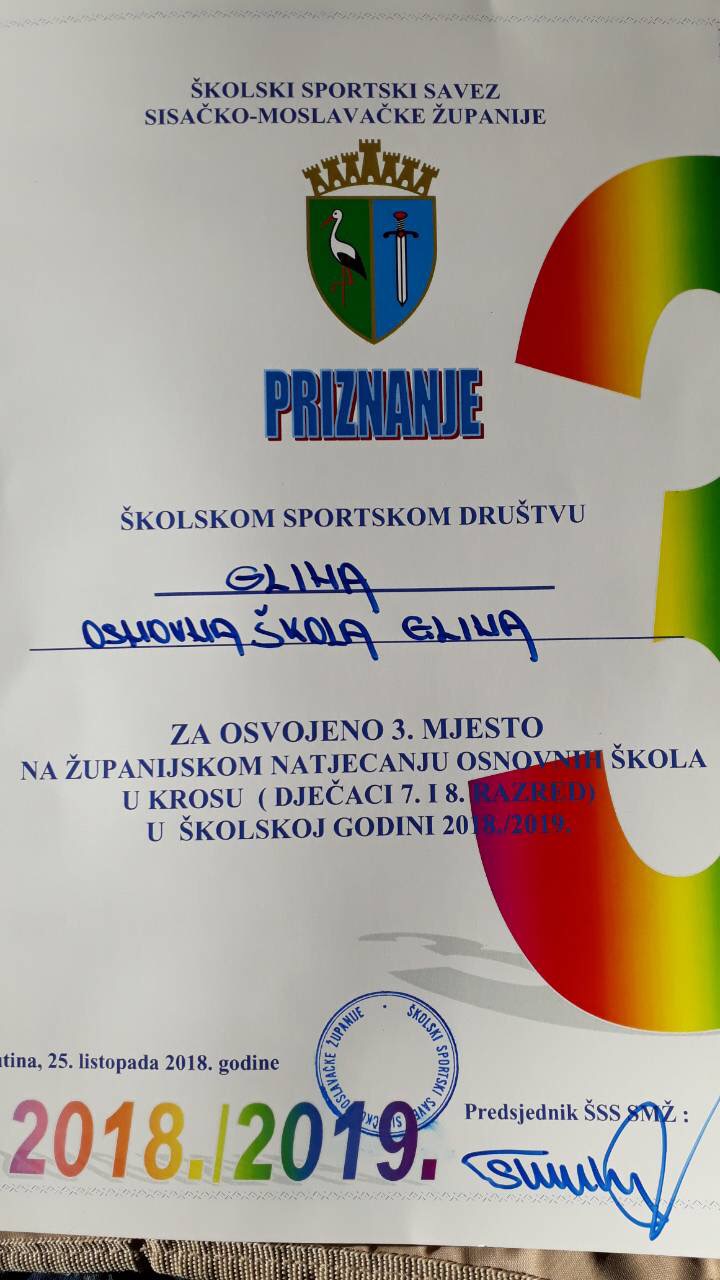 ŠKOLSKI SPORTSKI SAVEZ
SISAČKO-MOSLAVAČKE ŽUPANIJE
PRIZNANJE
ŠKOLSKOM SPORTSKOM DRUŠTVU
GLINA
OSNOVNA ŠKOLA GLINA
ZA OSVOJENO 3. MJESTO
NA ŽUPANIJSKOM NATJECANJU OSNOVNIH ŠKOLA
U KROSU ( DJEČACI 7. I 8. RAZRED)
U ŠKOLSKOJ GODINI 2018./2019.
3
ŠKOLSKI SPORTSKI SAVEZ
ŽUPANIJE
tina, 25. listopada 2018. godine
Predsjednik ŠSS SMŽ :
2018./2019.